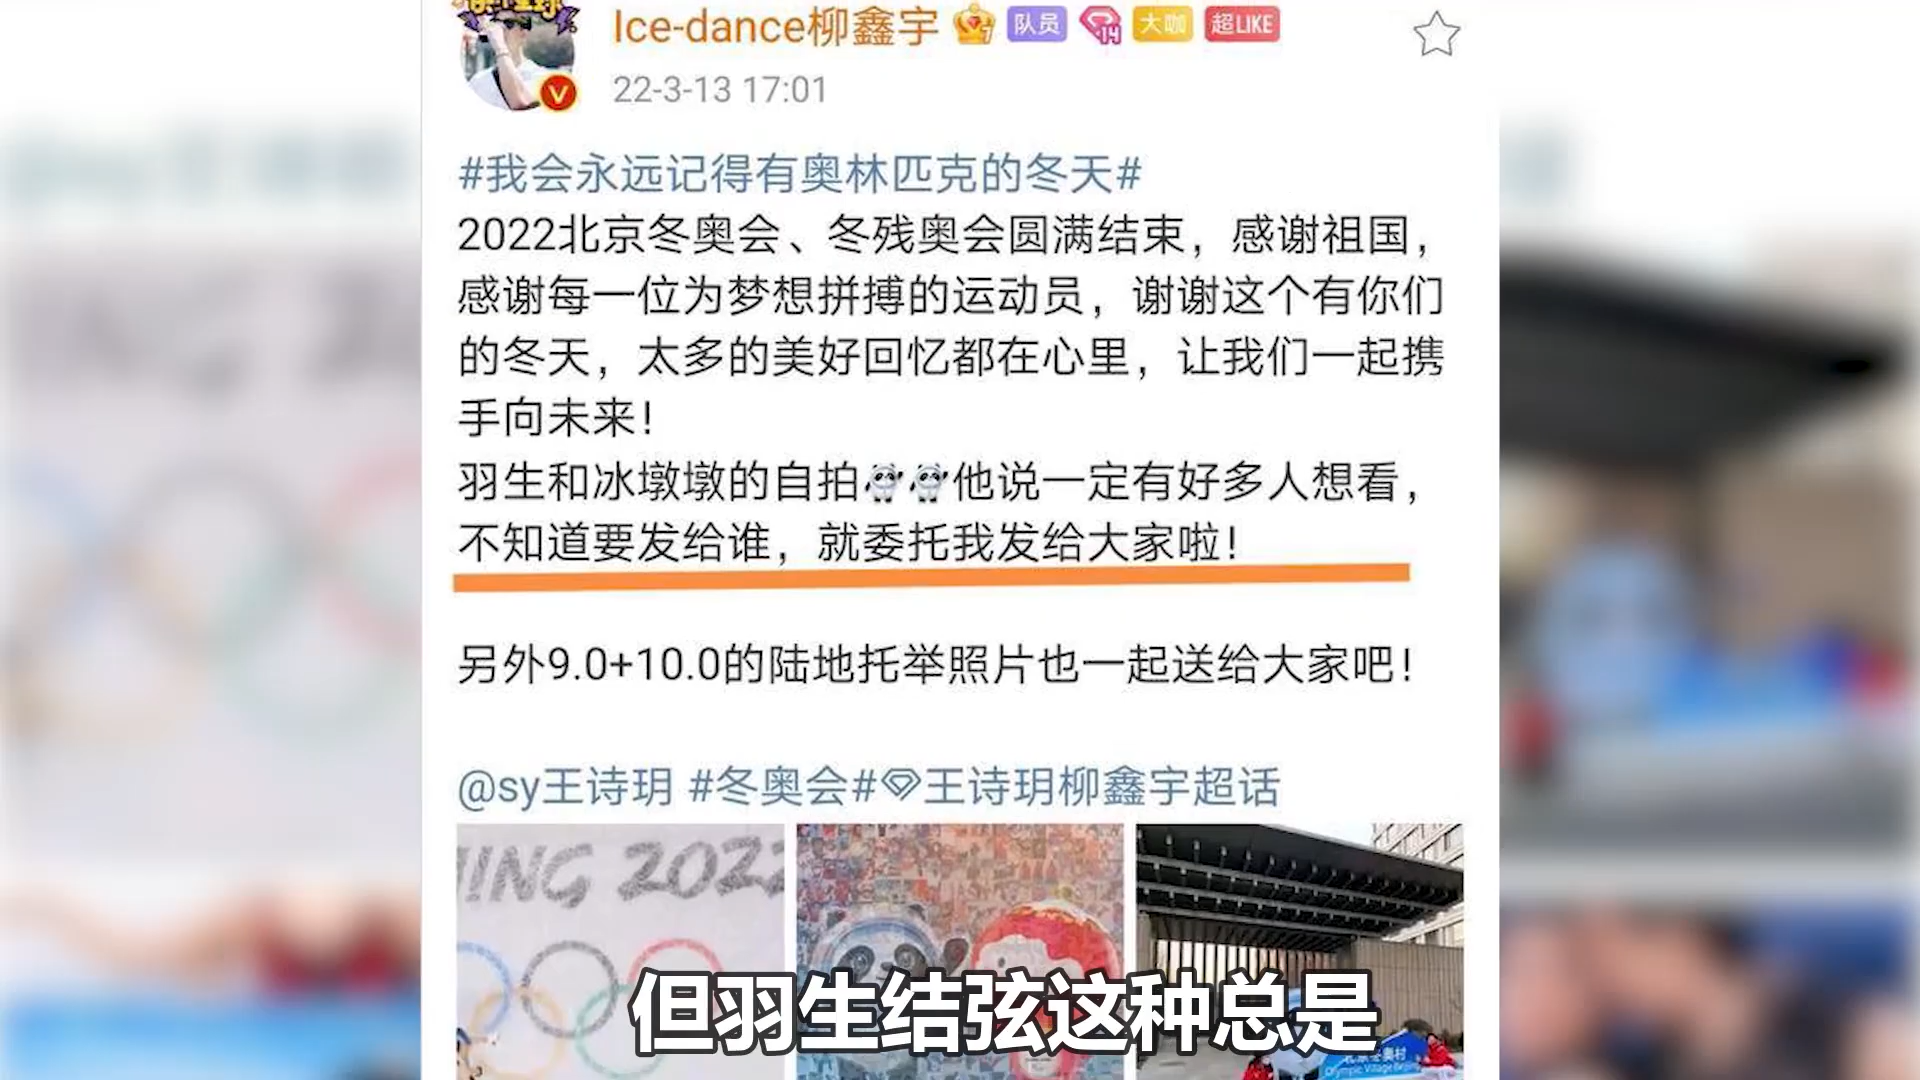 Ice-dance柳鑫宇 队员 14 大咖 超LIKE
22-3-13 17:01
#我会永远记得有奥林匹克的冬天#
2022北京冬奥会、冬残奥会圆满结束，感谢祖国，
感谢每一位为梦想拼搏的运动员，谢谢这个有你们
的冬天，太多的美好回忆都在心里，让我们一起携
手向未来！
羽生和冰墩墩的自拍他说一定有好多人想看，
不知道要发给谁，就委托我发给大家啦！
另外9.0+10.0的陆地托举照片也一起送给大家吧！
@sy王诗玥 #冬奥会#王诗玥柳鑫宇超话
ING 2022
北京冬奥村
Olympic Village Beijing
但羽生结弦这种总是